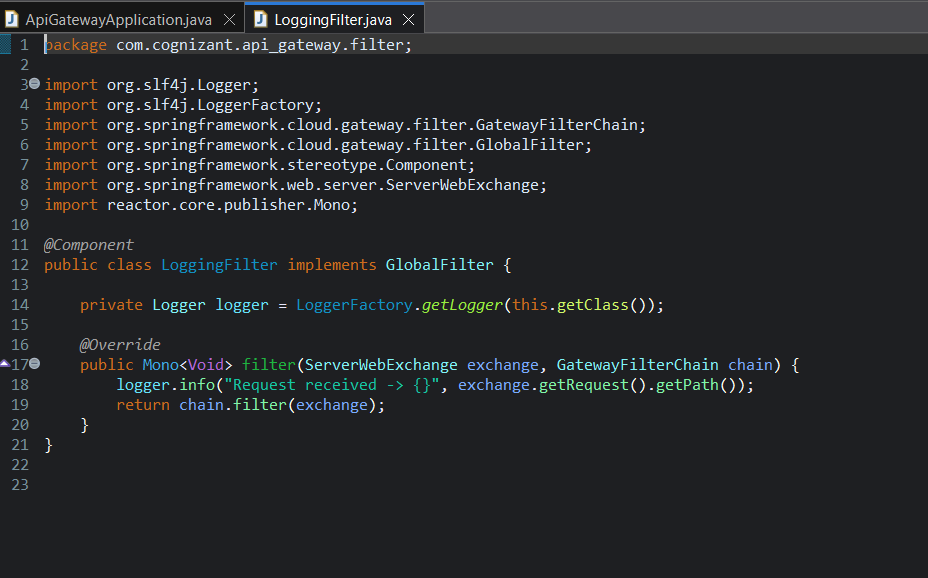 ApiGatewayApplication.java LoggingFilter.java
1 package com.cognizant.api_gateway.filter;
2
3 import org.slf4j.Logger;
4 import org.slf4j.LoggerFactory;
5 import org.springframework.cloud.gateway.filter.GatewayFilterChain;
6 import org.springframework.cloud.gateway.filter.GlobalFilter;
7 import org.springframework.stereotype.Component;
8 import org.springframework.web.server.ServerWebExchange;
9 import reactor.core.publisher.Mono;
10
11 @Component
12 public class LoggingFilter implements GlobalFilter {
13
14     private Logger logger = LoggerFactory.getLogger(this.getClass());
15
16     @Override
17     public Mono<Void> filter(ServerWebExchange exchange, GatewayFilterChain chain) {
18         logger.info("Request received -> {}", exchange.getRequest().getPath());
19         return chain.filter(exchange);
20     }
21 }
22
23